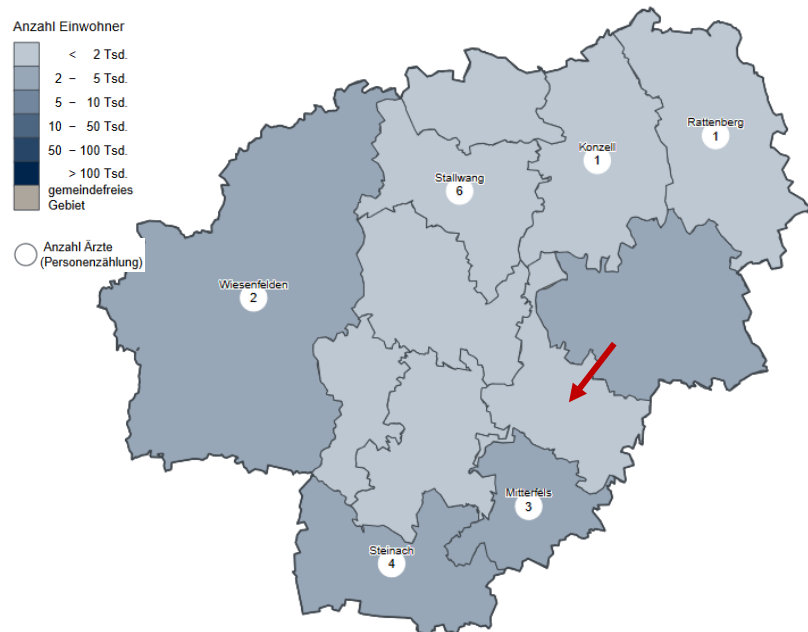 Anzahl Einwohner
< 2 Tsd.
2 – 5 Tsd.
5 – 10 Tsd.
10 – 50 Tsd.
50 – 100 Tsd.
> 100 Tsd.
gemeindefreies
Gebiet
Anzahl Ärzte
(Personenzählung)
Rattenberg
1
Konzell
1
Stallwang
6
Wiesenfelden
2
Mitterfels
3
Steinach
4